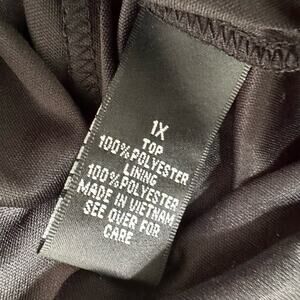 1X
TOP
100%POLYESTER
LINING
100%POLYESTER
MADE IN VIETNAM
SEE OVER FOR
CARE